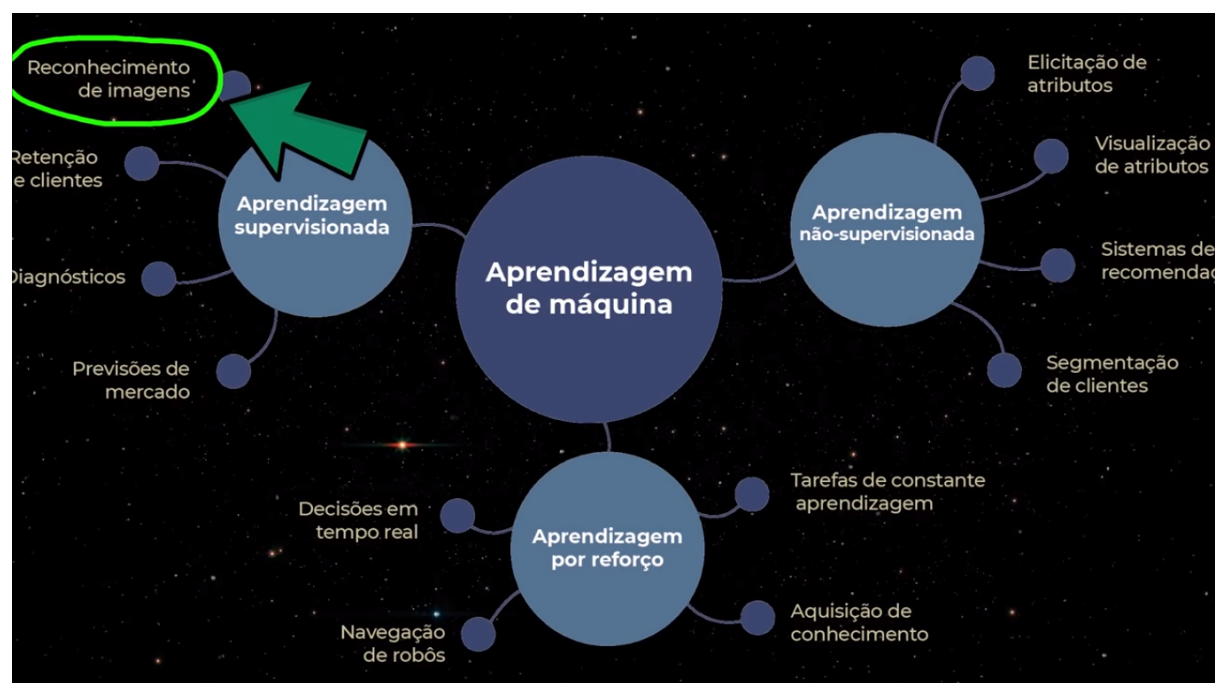 Reconhecimento
de imagens
Retenção
e clientes
Diagnósticos
Previsões de
mercado
Aprendizagem
supervisionada
Aprendizagem
de máquina
Aprendizagem
não-supervisionada
Elicitação de
atributos
Visualização
de atributos
Sistemas de
recomendaç
Segmentação
de clientes
Decisões em
tempo real
Navegação
de robôs
Aprendizagem
por reforço
Tarefas de constante
aprendizagem
Aquisição de
conhecimento